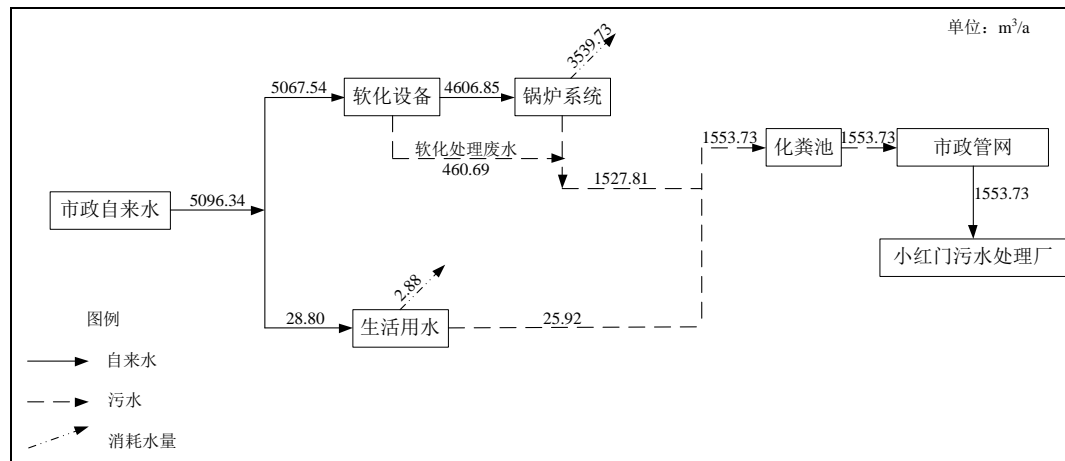 单位：m³/a
3539.73
5067.54
软化设备
4606.85
锅炉系统
软化处理废水
460.69
1527.81
1553.73
化粪池
1553.73
市政管网
1553.73
小红门污水处理厂
市政自来水
5096.34
2.88
28.80
生活用水
25.92
图例
自来水
污水
消耗水量